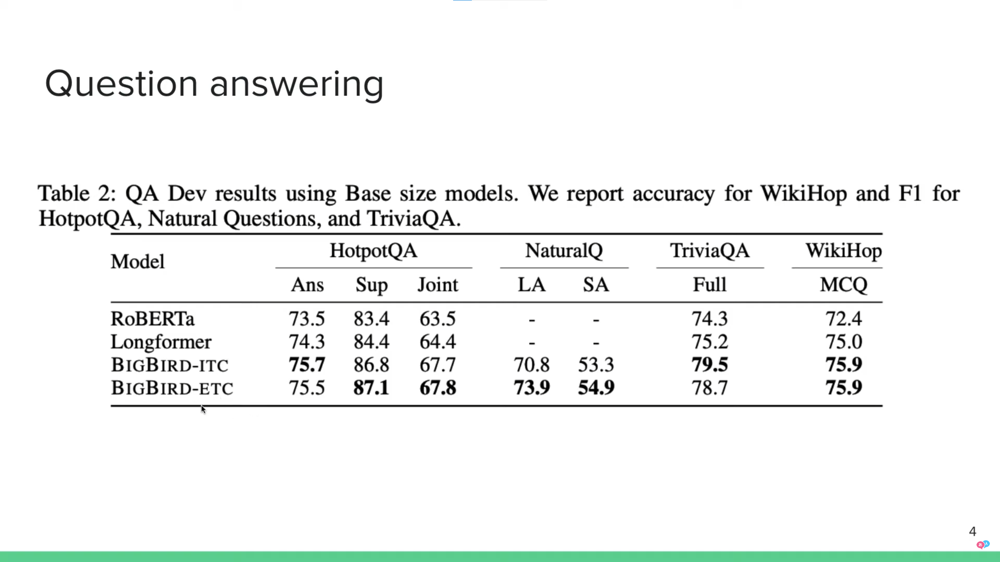 Question answering
Table 2: QA Dev results using Base size models. We report accuracy for WikiHop and F1 for
HotpotQA, Natural Questions, and TriviaQA.
Model HotpotQA NaturalQ TriviaQA WikiHop
Ans Sup Joint LA SA Full MCQ
RoBERTa 73.5 83.4 63.5 - - 74.3 72.4
Longformer 74.3 84.4 64.4 - - 75.2 75.0
BIGBIRD-ITC 75.7 86.8 67.7 70.8 53.3 79.5 75.9
BIGBIRD-ETC 75.5 87.1 67.8 73.9 54.9 78.7 75.9
4
あ A